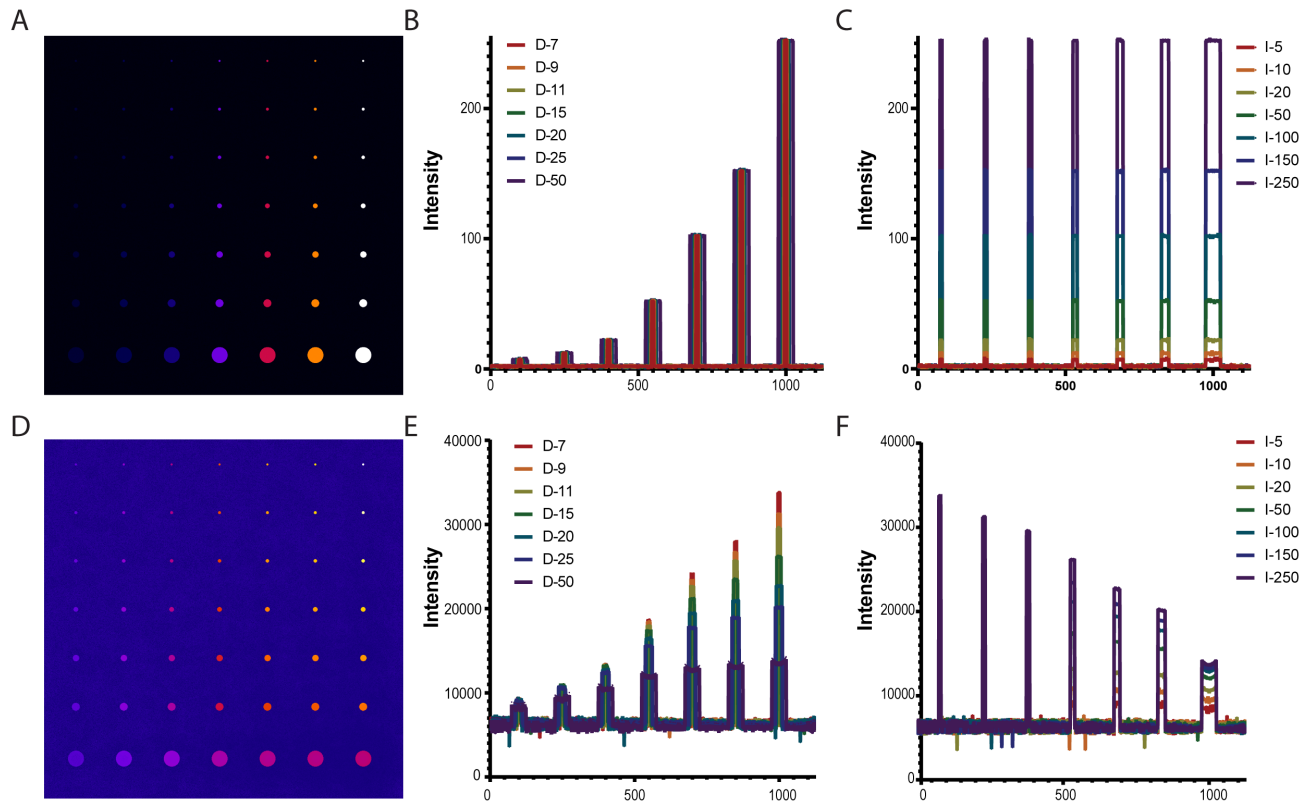 A
B
C
D-7
D-9
D-11
D-15
D-20
D-25
D-50
Intensity
200
100
0
0
500
1000
I-5
I-10
I-20
I-50
I-100
I-150
I-250
Intensity
200
100
0
0
500
1000
D
E
F
D-7
D-9
D-11
D-15
D-20
D-25
D-50
Intensity
40000
30000
20000
10000
0
0
500
1000
I-5
I-10
I-20
I-50
I-100
I-150
I-250
Intensity
40000
30000
20000
10000
0
0
500
1000